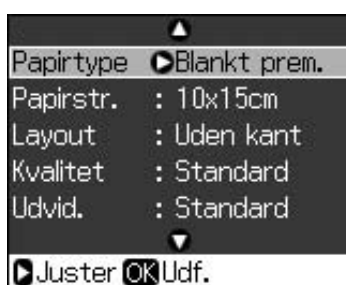 Papirtype Blankt prem.
Papirstr. : 10x15cm
Layout : Uden kant
Kvalitet : Standard
Udvid. : Standard
Juster OK Udf.